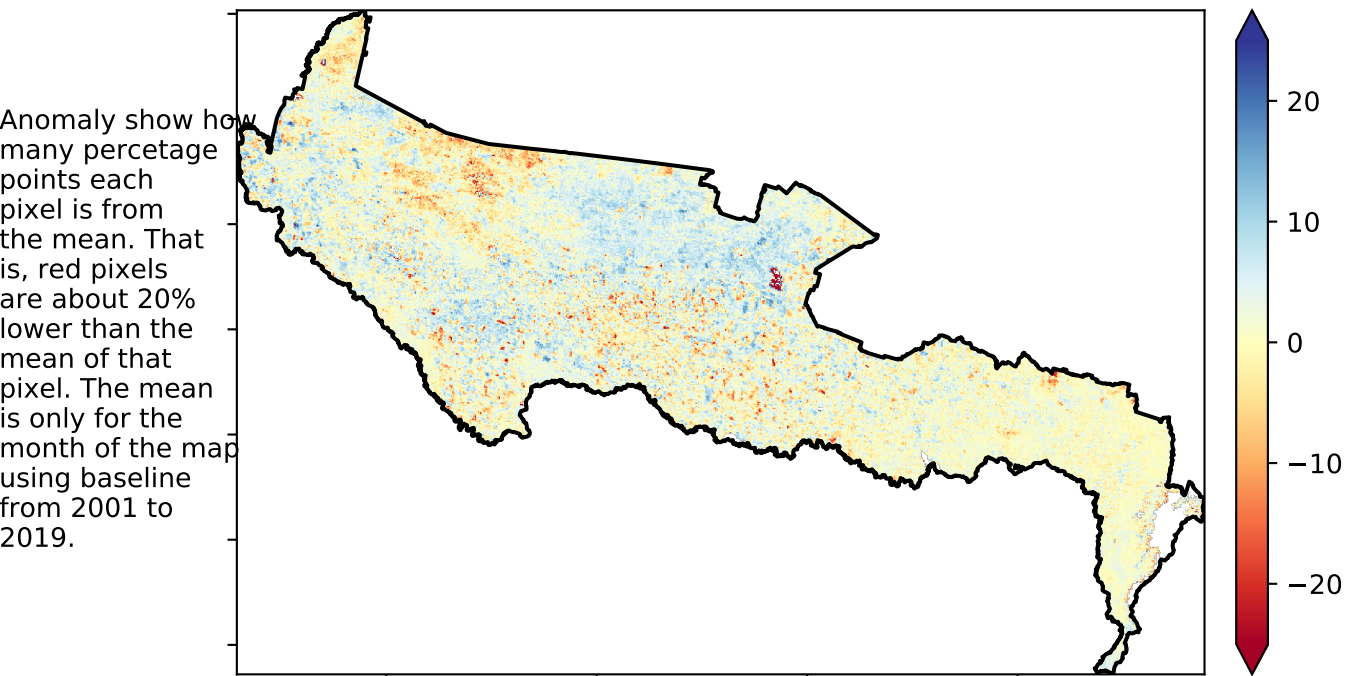 Anomaly show how
many percetage
points each
pixel is from
the mean. That
is, red pixels
are about 20%
lower than the
mean of that
pixel. The mean
is only for the
month of the map
using baseline
from 2001 to
2019.
20
10
0
−10
−20